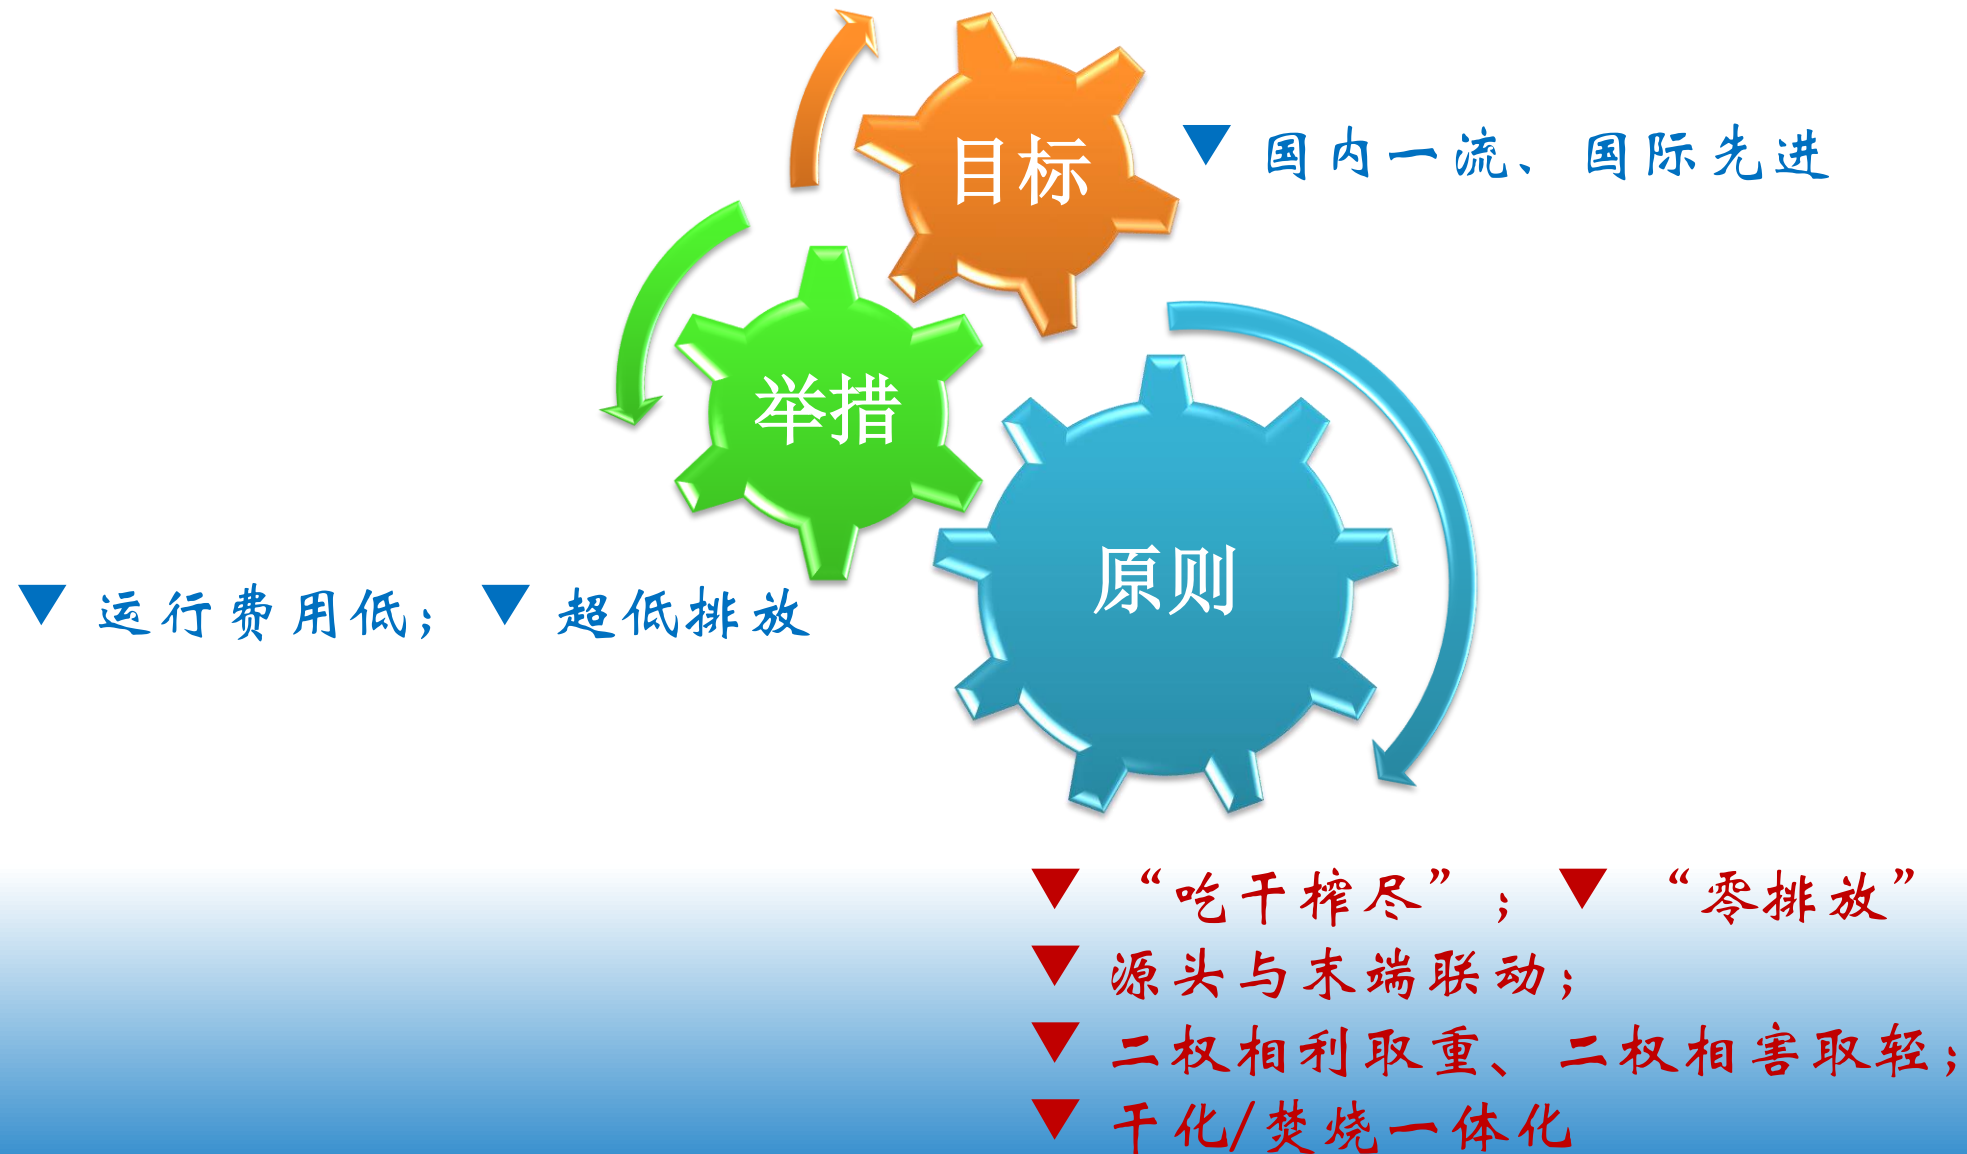 目标
▼ 国内一流、国际先进
举措
原则
▼ 运行费用低；▼ 超低排放
▼ “吃干榨尽”；▼ “零排放”
▼ 源头与末端联动；
▼ 二权相利取重、二权相害取轻；
▼ 干化/焚烧一体化